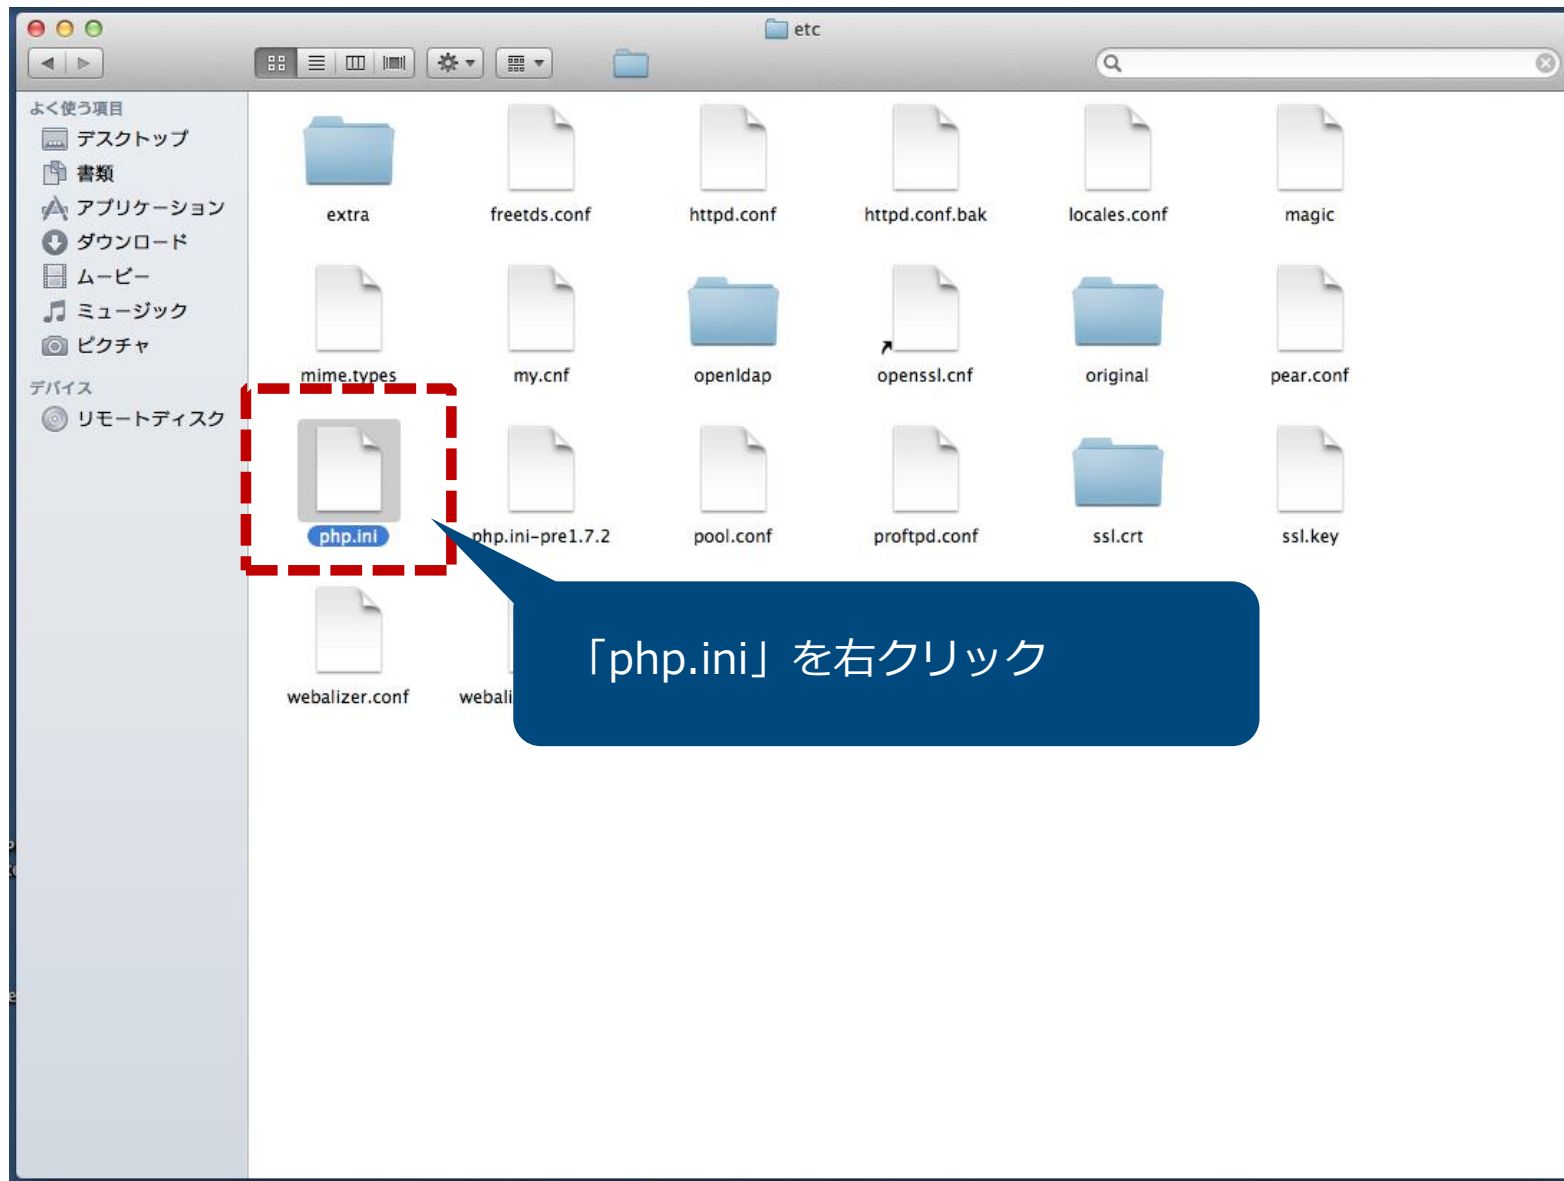 etc
よく使う項目
デスクトップ
書類
アプリケーション
ダウンロード
ムービー
ミュージック
ピクチャ
デバイス
リモートディスク
extra
freetds.conf
httpd.conf
httpd.conf.bak
locales.conf
magic
mime.types
my.cnf
openldap
openssl.cnf
original
pear.conf
php.ini
php.ini-pre1.7.2
pool.conf
proftpd.conf
ssl.crt
ssl.key
webalizer.conf
「php.ini」を右クリック